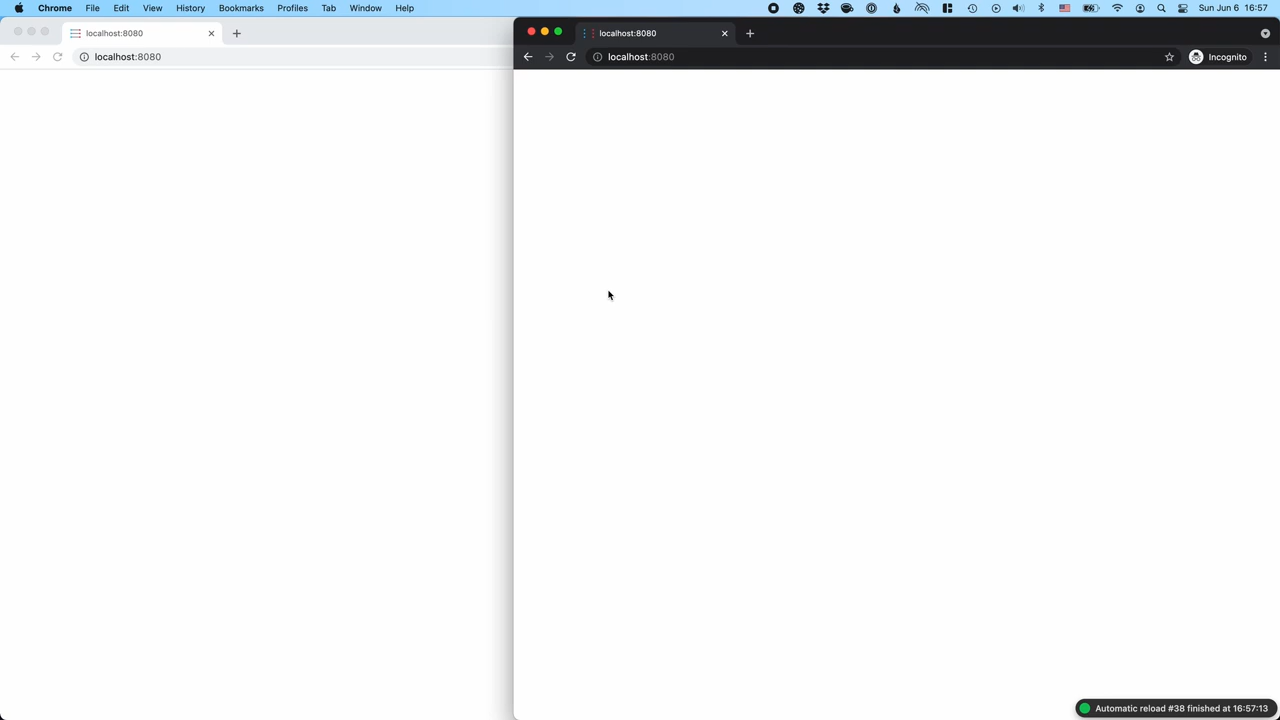 Chrome File Edit View History Bookmarks Profiles Tab Window Help Sun Jun 6 16:57
localhost:8080
localhost:8080
localhost:8080
localhost:8080 Incognito
Automatic reload #38 finished at 16:57:13